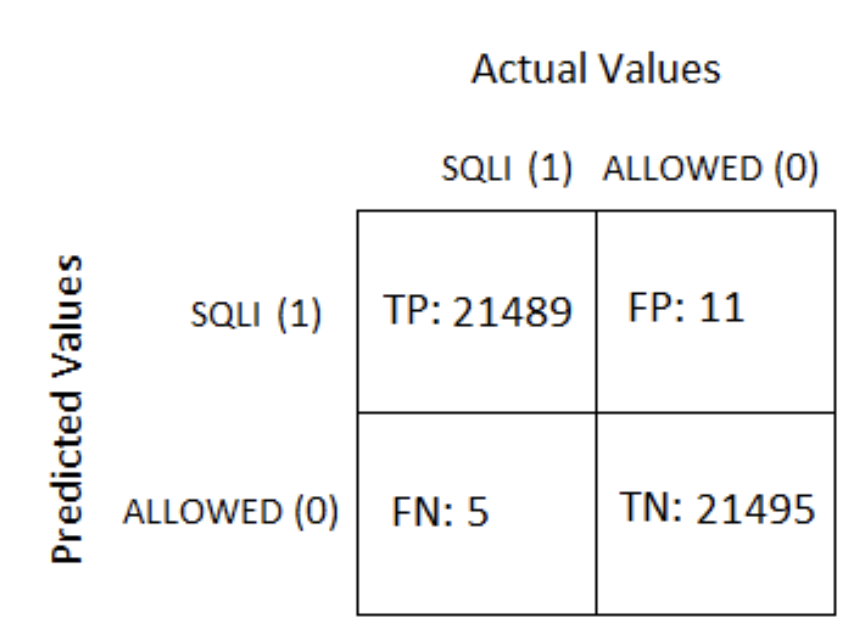 Actual Values
SQLI (1) ALLOWED (0)
Predicted Values
SQLI (1) TP: 21489 FP: 11
ALLOWED (0) FN: 5 TN: 21495